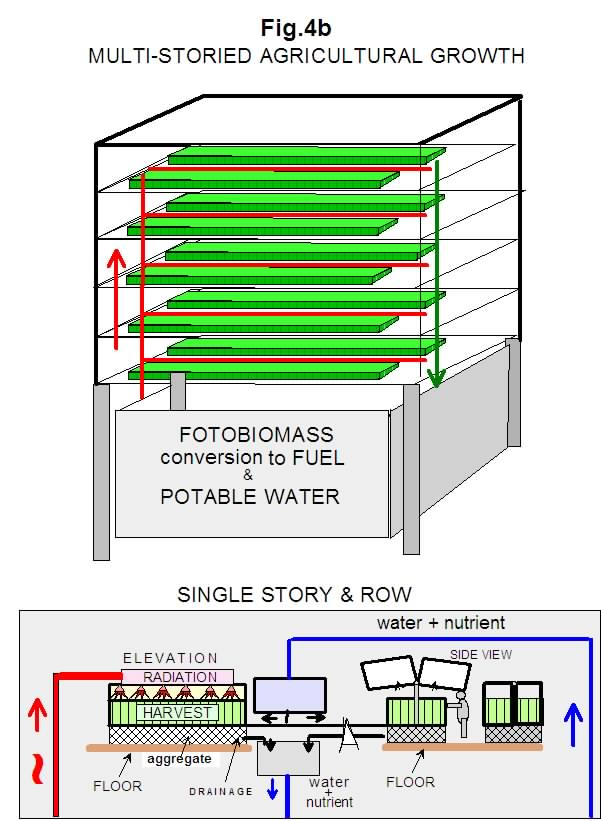 Fig.4b
MULTI-STORIED AGRICULTURAL GROWTH
FOTOBIOMASS
conversion to FUEL
&
POTABLE WATER
SINGLE STORY & ROW
water + nutrient
ELEVATION
SIDE VIEW
RADIATION
HARVEST
aggregate
FLOOR
DRAINAGE
water
+
nutrient
FLOOR